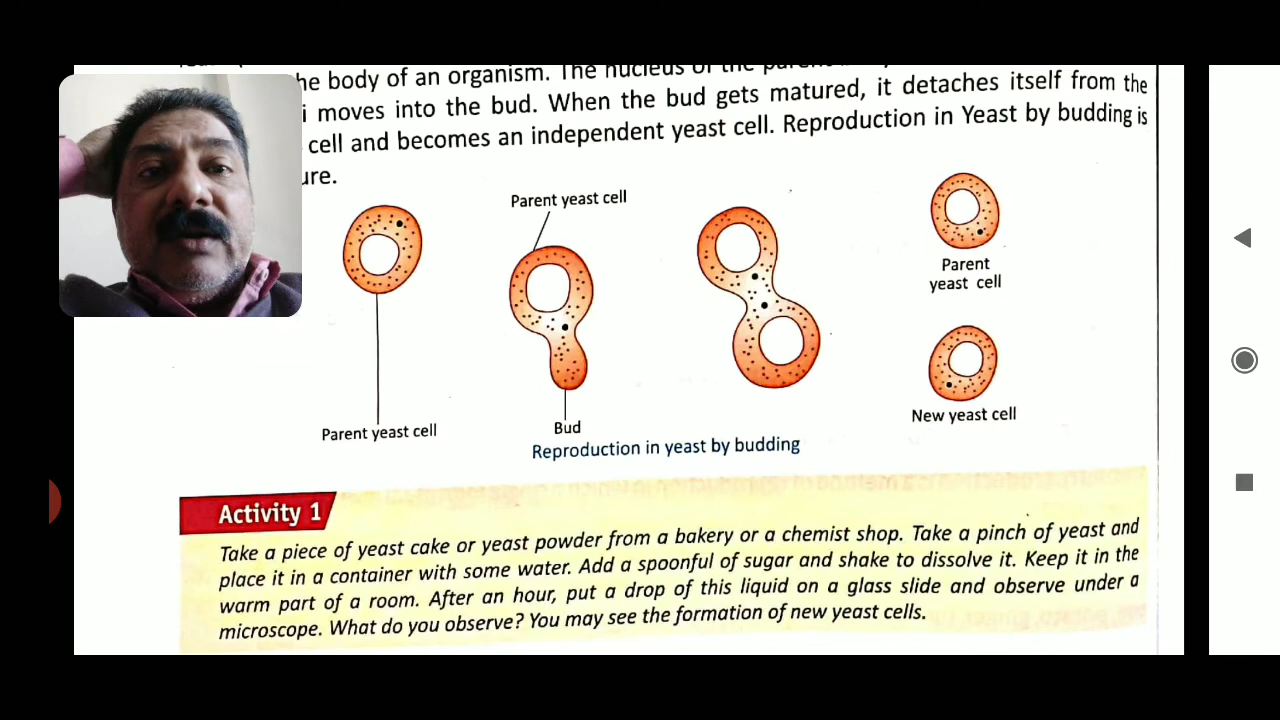 he body of an organism. The nucleus of the
i moves into the bud. When the bud gets matured, it detaches itself from the
cell and becomes an independent yeast cell. Reproduction in Yeast by budding is
ure.
Parent yeast cell
Parent yeast cell
Bud
Parent
yeast cell
New yeast cell
Reproduction in yeast by budding
Activity 1
Take a piece of yeast cake or yeast powder from a bakery or a chemist shop. Take a pinch of yeast and
place it in a container with some water. Add a spoonful of sugar and shake to dissolve it. Keep it in the
warm part of a room. After an hour, put a drop of this liquid on a glass slide and observe under a
microscope. What do you observe? You may see the formation of new yeast cells.